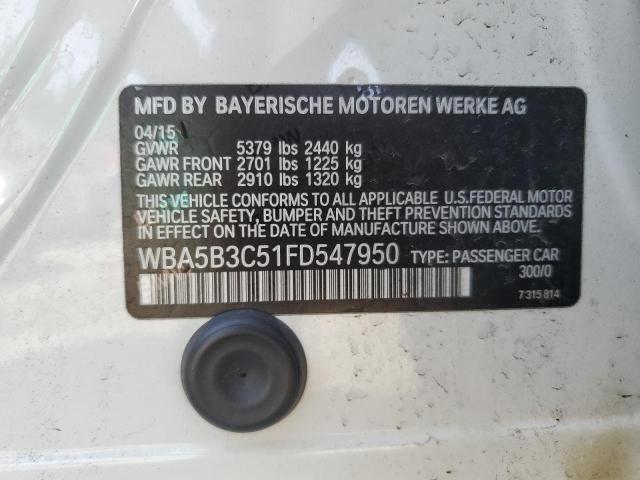 MFD BY BAYERISCHE MOTOREN WERKE AG
04/15
GVWR 5379 lbs 2440 kg
GAWR FRONT 2701 lbs 1225 kg
GAWR REAR 2910 lbs 1320 kg
THIS VEHICLE CONFORMS TO ALL APPLICABLE U.S.FEDERAL MOTOR
VEHICLE SAFETY, BUMPER AND THEFT PREVENTION STANDARDS
IN EFFECT ON THE DATE OF MANUFACTURE SHOWN ABOVE.
WBA5B3C51FD547950 TYPE: PASSENGER CAR
300/0
7 315 814